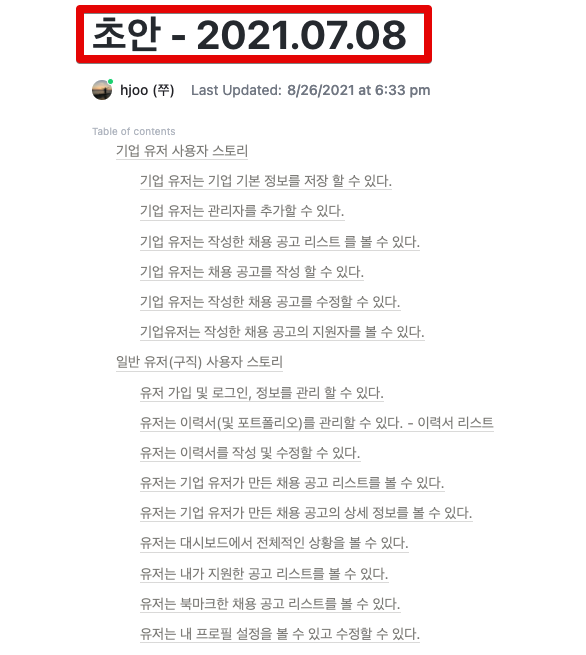 초안 - 2021.07.08
hjoo (쭈) Last Updated: 8/26/2021 at 6:33 pm
Table of contents
기업 유저 사용자 스토리
기업 유저는 기업 기본 정보를 저장 할 수 있다.
기업 유저는 관리자를 추가할 수 있다.
기업 유저는 작성한 채용 공고 리스트 를 볼 수 있다.
기업 유저는 채용 공고를 작성 할 수 있다.
기업 유저는 작성한 채용 공고를 수정할 수 있다.
기업유저는 작성한 채용 공고의 지원자를 볼 수 있다.
일반 유저(구직) 사용자 스토리
유저 가입 및 로그인, 정보를 관리 할 수 있다.
유저는 이력서(및 포트폴리오)를 관리할 수 있다. - 이력서 리스트
유저는 이력서를 작성 및 수정할 수 있다.
유저는 기업 유저가 만든 채용 공고 리스트를 볼 수 있다.
유저는 기업 유저가 만든 채용 공고의 상세 정보를 볼 수 있다.
유저는 대시보드에서 전체적인 상황을 볼 수 있다.
유저는 내가 지원한 공고 리스트를 볼 수 있다.
유저는 북마크한 채용 공고 리스트를 볼 수 있다.
유저는 내 프로필 설정을 볼 수 있고 수정할 수 있다.